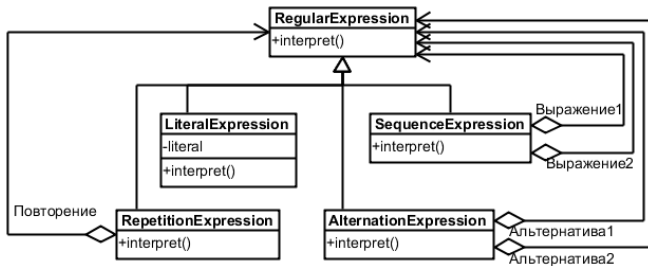 RegularExpression
+interpret()
LiteralExpression
-literal
+interpret()
SequenceExpression
+interpret()
Выражение1
Выражение2
Повторение
RepetitionExpression
+interpret()
AlternationExpression
+interpret()
Альтернатива1
Альтернатива2